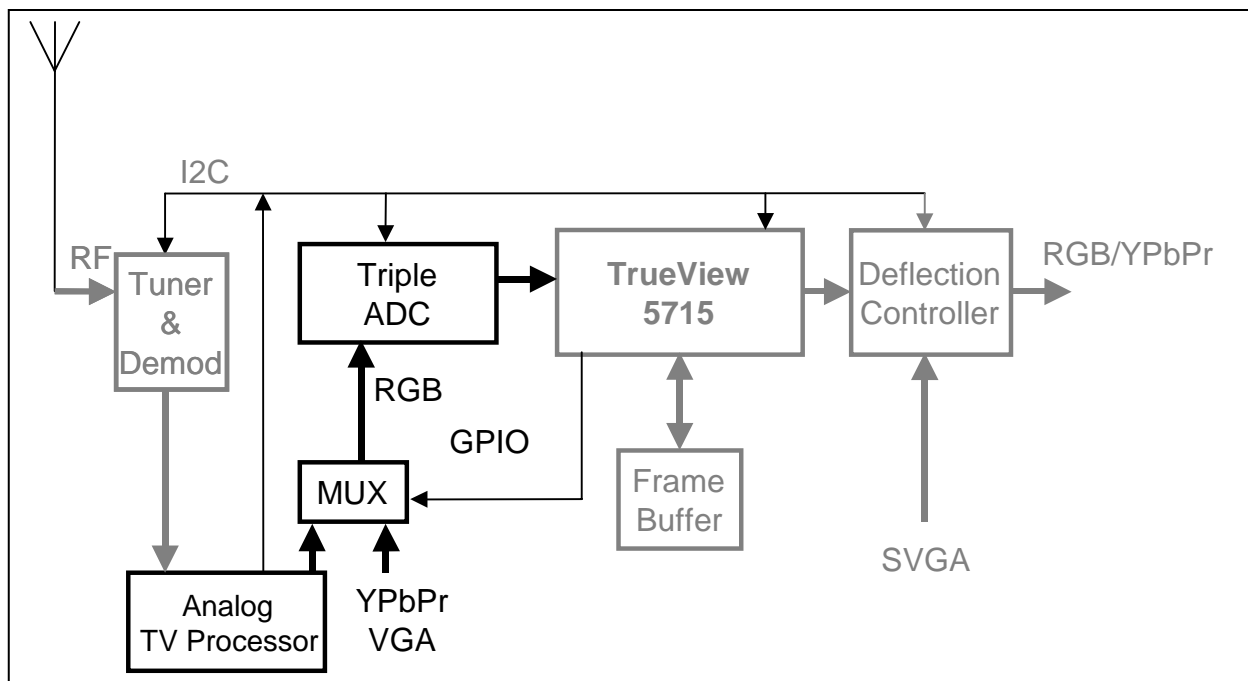 I2C
RF
Tuner
&
Demod
Triple
ADC
TrueView
5715
Deflection
Controller
RGB/YPbPr
RGB
GPIO
MUX
Frame
Buffer
SVGA
Analog
TV Processor
YPbPr
VGA